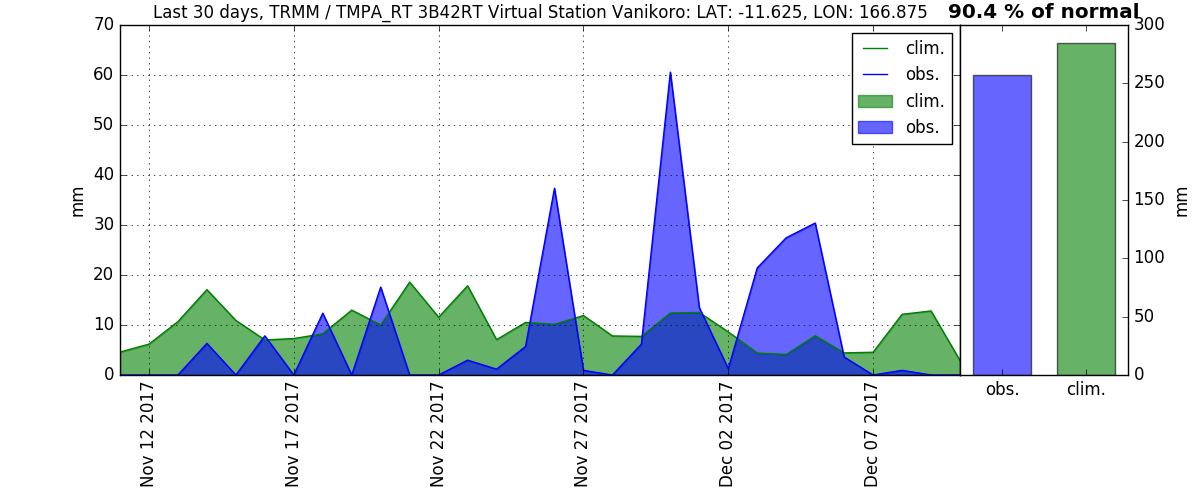 Last 30 days, TRMM / TMPA_RT 3B42RT Virtual Station Vanikoro: LAT: -11.625, LON: 166.875
90.4 % of normal
70
60
50
40
30
20
10
0
mm
clim.
obs.
clim.
obs.
Nov 12 2017
Nov 17 2017
Nov 22 2017
Nov 27 2017
Dec 02 2017
Dec 07 2017
300
250
200
150
100
50
0
mm
obs.
clim.